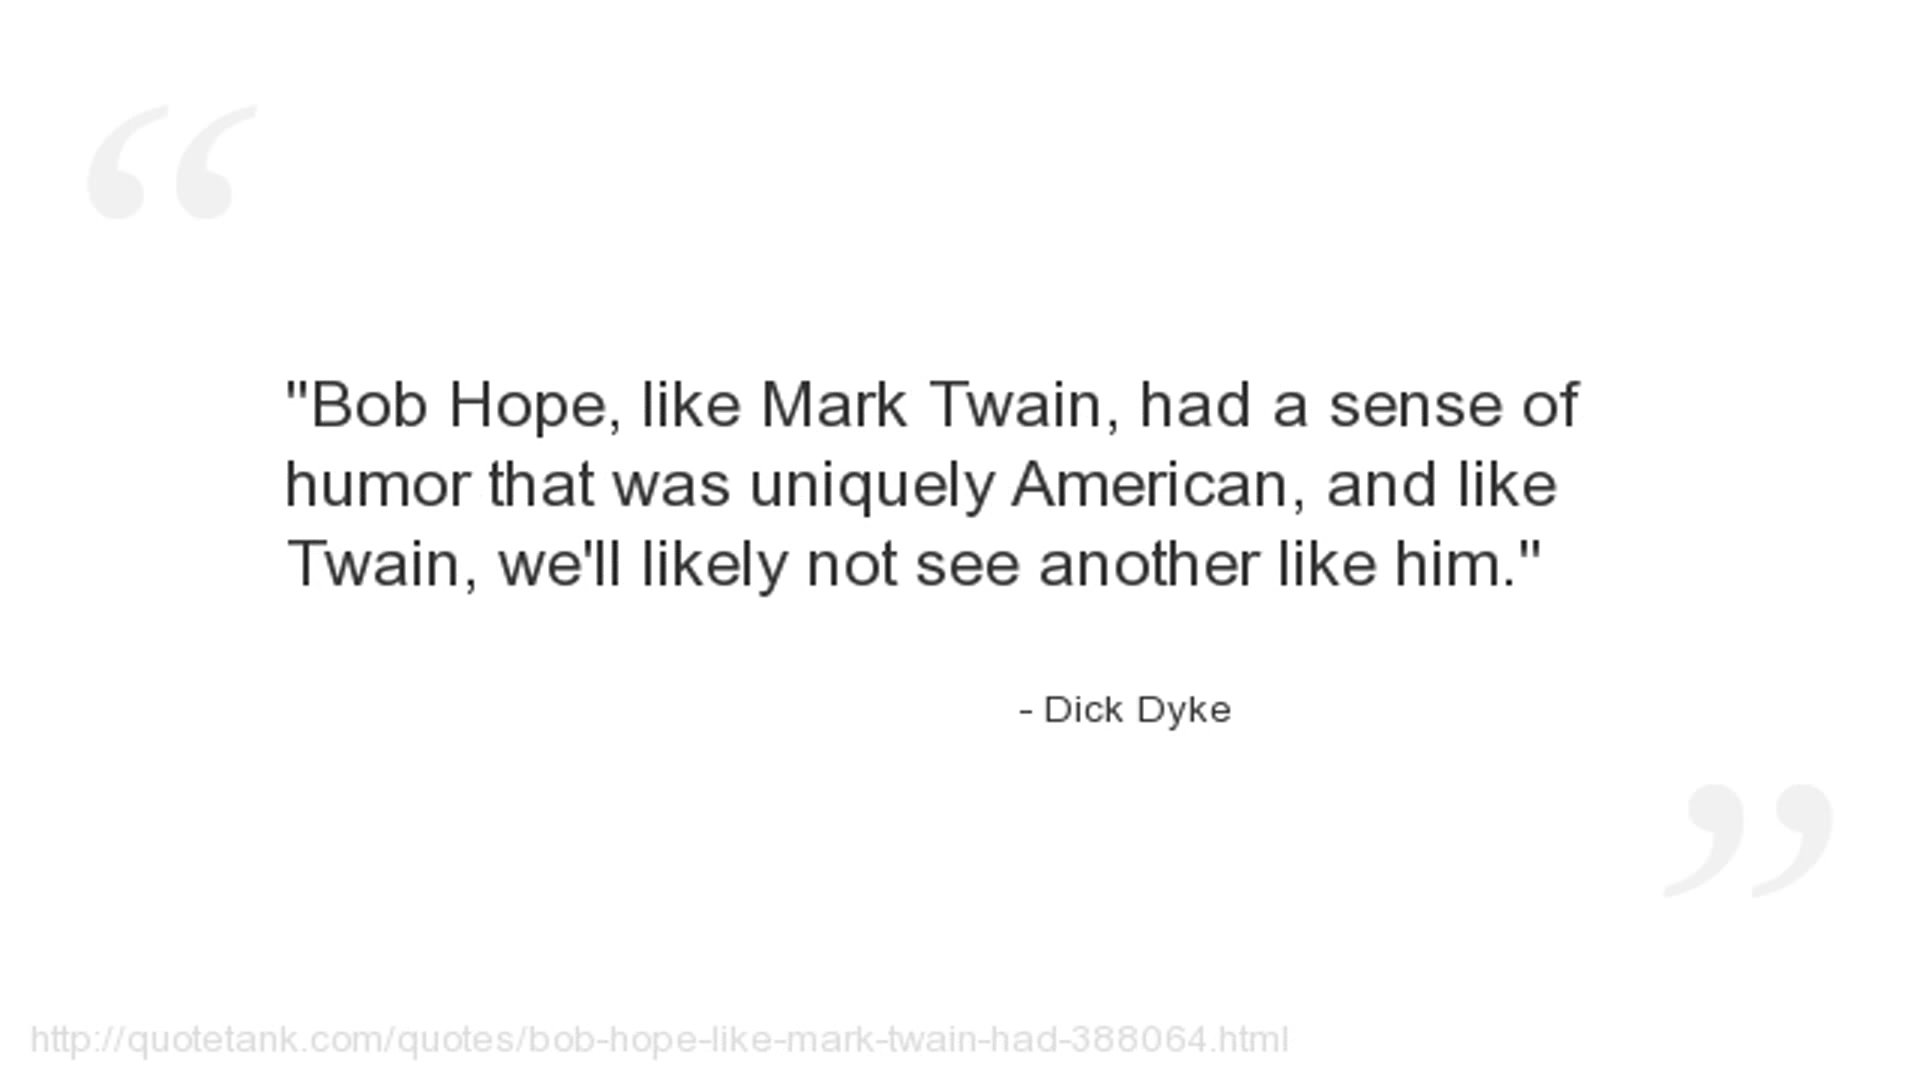 "Bob Hope, like Mark Twain, had a sense of
humor that was uniquely American, and like
Twain, we'll likely not see another like him."
- Dick Dyke
http://quotetank.com/quotes/bob-hope-like-mark-twain-had-388064.html